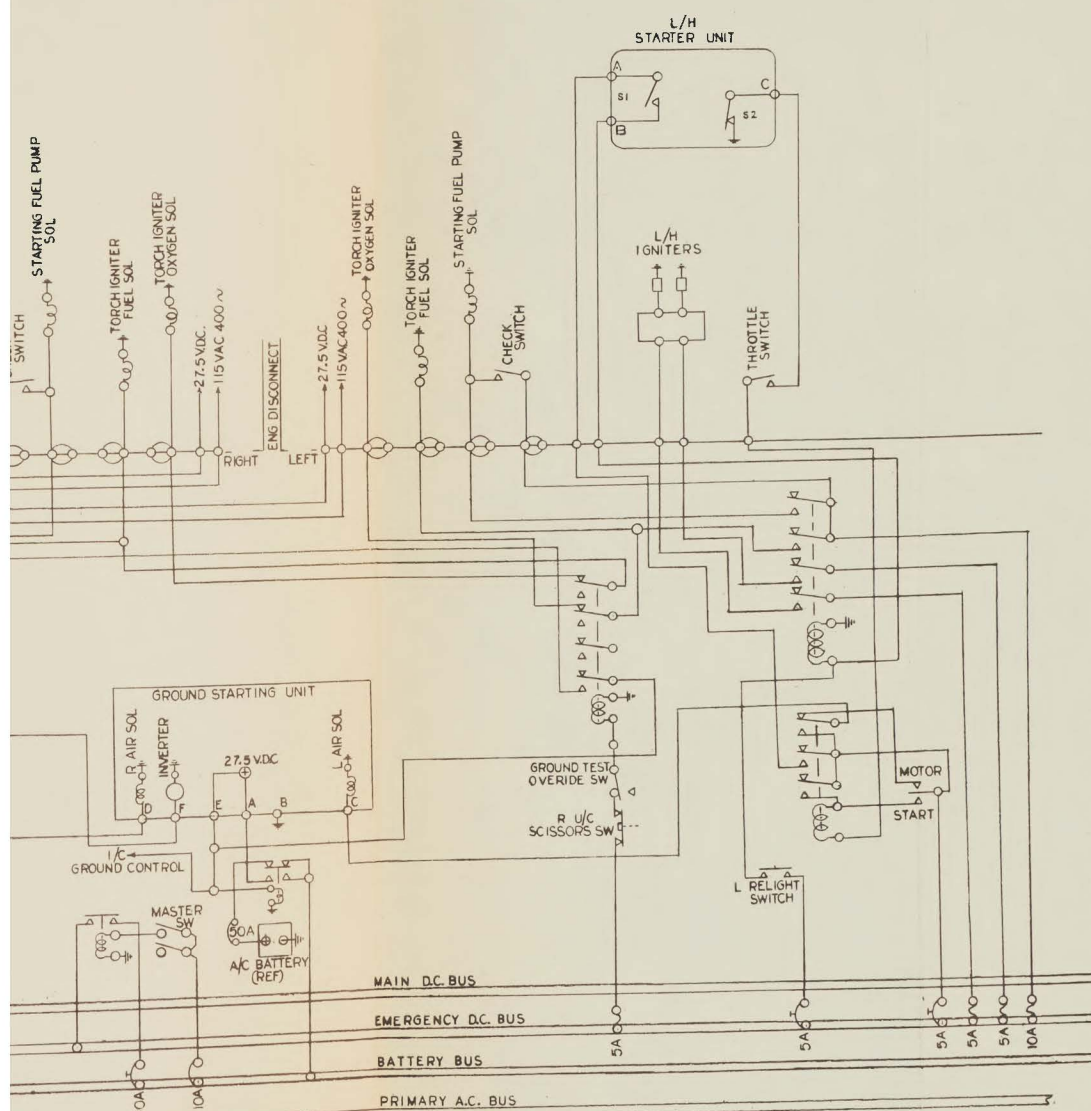 L/H
STARTER UNIT
A
S1
B
C
S2
STARTING FUEL PUMP
SOL
SWITCH
TORCH IGNITER
FUEL SOL
TORCH IGNITER
OXYGEN SOL
27.5 V.D.C.
115 VAC 400~
ENG DISCONNECT
RIGHT
LEFT
27.5 V.D.C
115 VAC 400~
TORCH IGNITER
OXYGEN SOL
TORCH IGNITER
FUEL SOL
STARTING FUEL PUMP
SOL
CHECK
SWITCH
L/H
IGNITERS
THROTTLE
SWITCH
GROUND STARTING UNIT
R AIR SOL
INVERTER
27.5 V.DC
L AIR SOL
D
F
E
A
B
C
GROUND TEST
OVERIDE SW
R U/C
SCISSORS SW
MOTOR
START
I/C
GROUND CONTROL
L RELIGHT
SWITCH
MASTER
SW
50A
A/C BATTERY
(REF)
MAIN D.C. BUS
EMERGENCY D.C. BUS
5A
5A
5A
5A
5A
10A
BATTERY BUS
10A
PRIMARY A.C. BUS